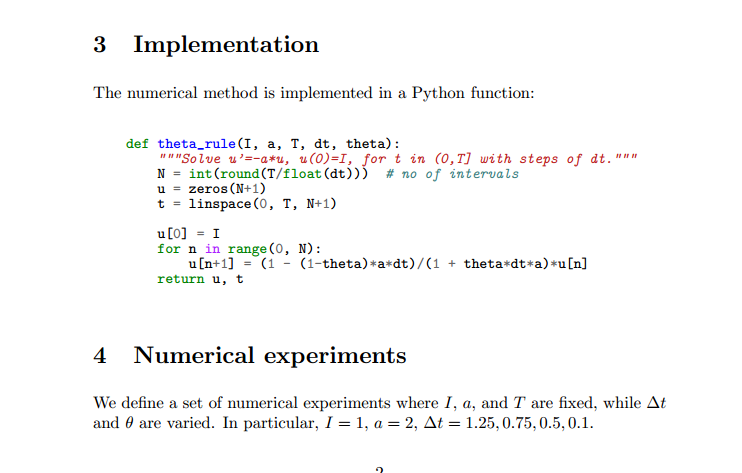 3 Implementation
The numerical method is implemented in a Python function:
def theta_rule(I, a, T, dt, theta):
    """Solve u'=-a*u, u(0)=I, for t in (0,T] with steps of dt."""
    N = int(round(T/float(dt)))  # no of intervals
    u = zeros(N+1)
    t = linspace(0, T, N+1)
    u[0] = I
    for n in range(0, N):
        u[n+1] = (1 - (1-theta)*a*dt)/(1 + theta*dt*a)*u[n]
    return u, t
4 Numerical experiments
We define a set of numerical experiments where I, a, and T are fixed, while Δt
and θ are varied. In particular, I = 1, a = 2, Δt = 1.25, 0.75, 0.5, 0.1.